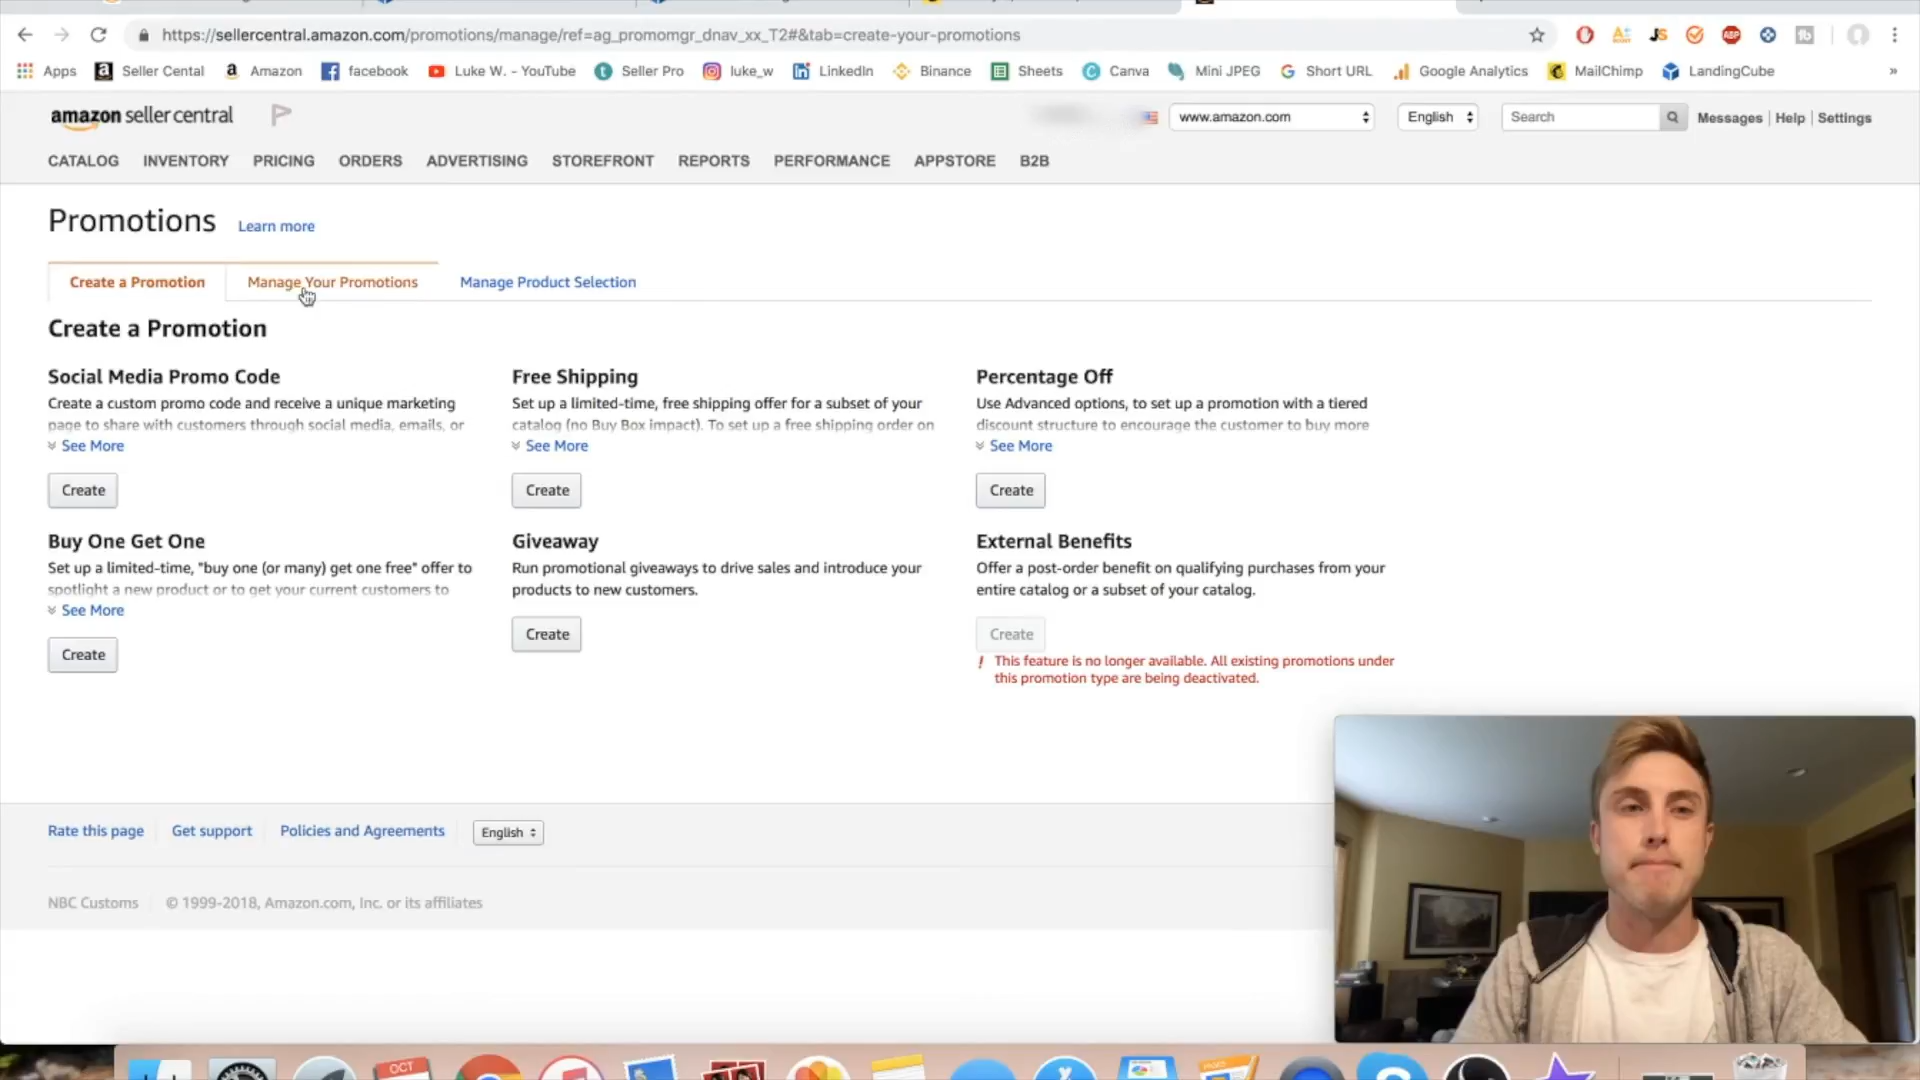 https://sellercentral.amazon.com/promotions/manage/ref=ag_promomgr_dnav_xx_T2#&tab=create-your-promotions
Apps Seller Cental Amazon facebook Luke W. - YouTube Seller Pro luke_w LinkedIn Binance Sheets Canva Mini JPEG Short URL Google Analytics MailChimp LandingCube »
amazon seller central www.amazon.com English Search Messages | Help | Settings
CATALOG INVENTORY PRICING ORDERS ADVERTISING STOREFRONT REPORTS PERFORMANCE APPSTORE B2B
Promotions Learn more
Create a Promotion Manage Your Promotions Manage Product Selection
Create a Promotion
Social Media Promo Code
Create a custom promo code and receive a unique marketing
page to share with customers through social media, emails, or
See More
Create
Free Shipping
Set up a limited-time, free shipping offer for a subset of your
catalog (no Buy Box impact). To set up a free shipping order on
See More
Create
Percentage Off
Use Advanced options, to set up a promotion with a tiered
discount structure to encourage the customer to buy more
See More
Create
Buy One Get One
Set up a limited-time, "buy one (or many) get one free" offer to
spotlight a new product or to get your current customers to
See More
Create
Giveaway
Run promotional giveaways to drive sales and introduce your
products to new customers.
Create
External Benefits
Offer a post-order benefit on qualifying purchases from your
entire catalog or a subset of your catalog.
Create
! This feature is no longer available. All existing promotions under
this promotion type are being deactivated.
Rate this page Get support Policies and Agreements English
NBC Customs © 1999-2018, Amazon.com, Inc. or its affiliates
OCT